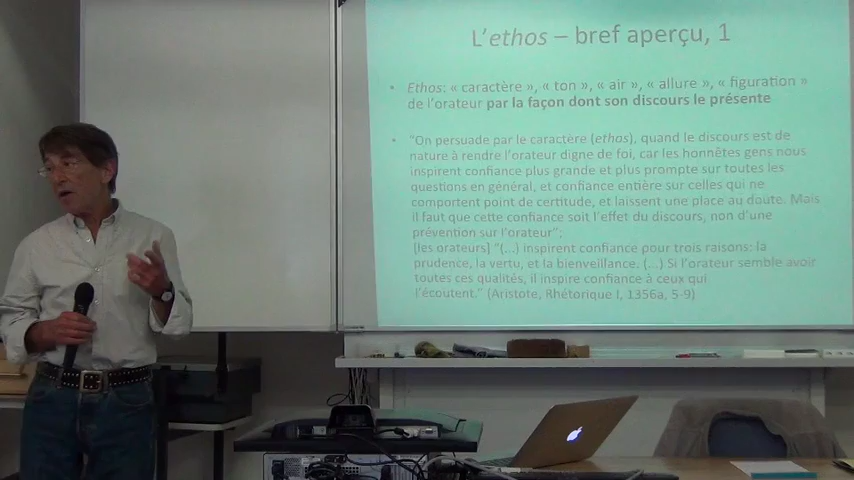 L'ethos – bref aperçu, 1
• Ethos: « caractère », « ton », « air », « allure », « figuration »
de l'orateur par la façon dont son discours le présente
• "On persuade par le caractère (ethos), quand le discours est de
nature à rendre l'orateur digne de foi, car les honnêtes gens nous
inspirent confiance plus grande et plus prompte sur toutes les
questions en général, et confiance entière sur celles qui ne
comportent point de certitude, et laissent une place au doute. Mais
il faut que cette confiance soit l'effet du discours, non d'une
prévention sur l'orateur";
[les orateurs] "(...) inspirent confiance pour trois raisons: la
prudence, la vertu, et la bienveillance. (...) Si l'orateur semble avoir
toutes ces qualités, il inspire confiance à ceux qui
l'écoutent." (Aristote, Rhétorique I, 1356a, 5-9)